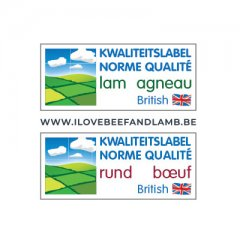 KWALITEITSLABEL
NORME QUALITÉ
lam agneau
British
WWW.ILOVEBEEFANDLAMB.BE
KWALITEITSLABEL
NORME QUALITÉ
rund bœuf
British